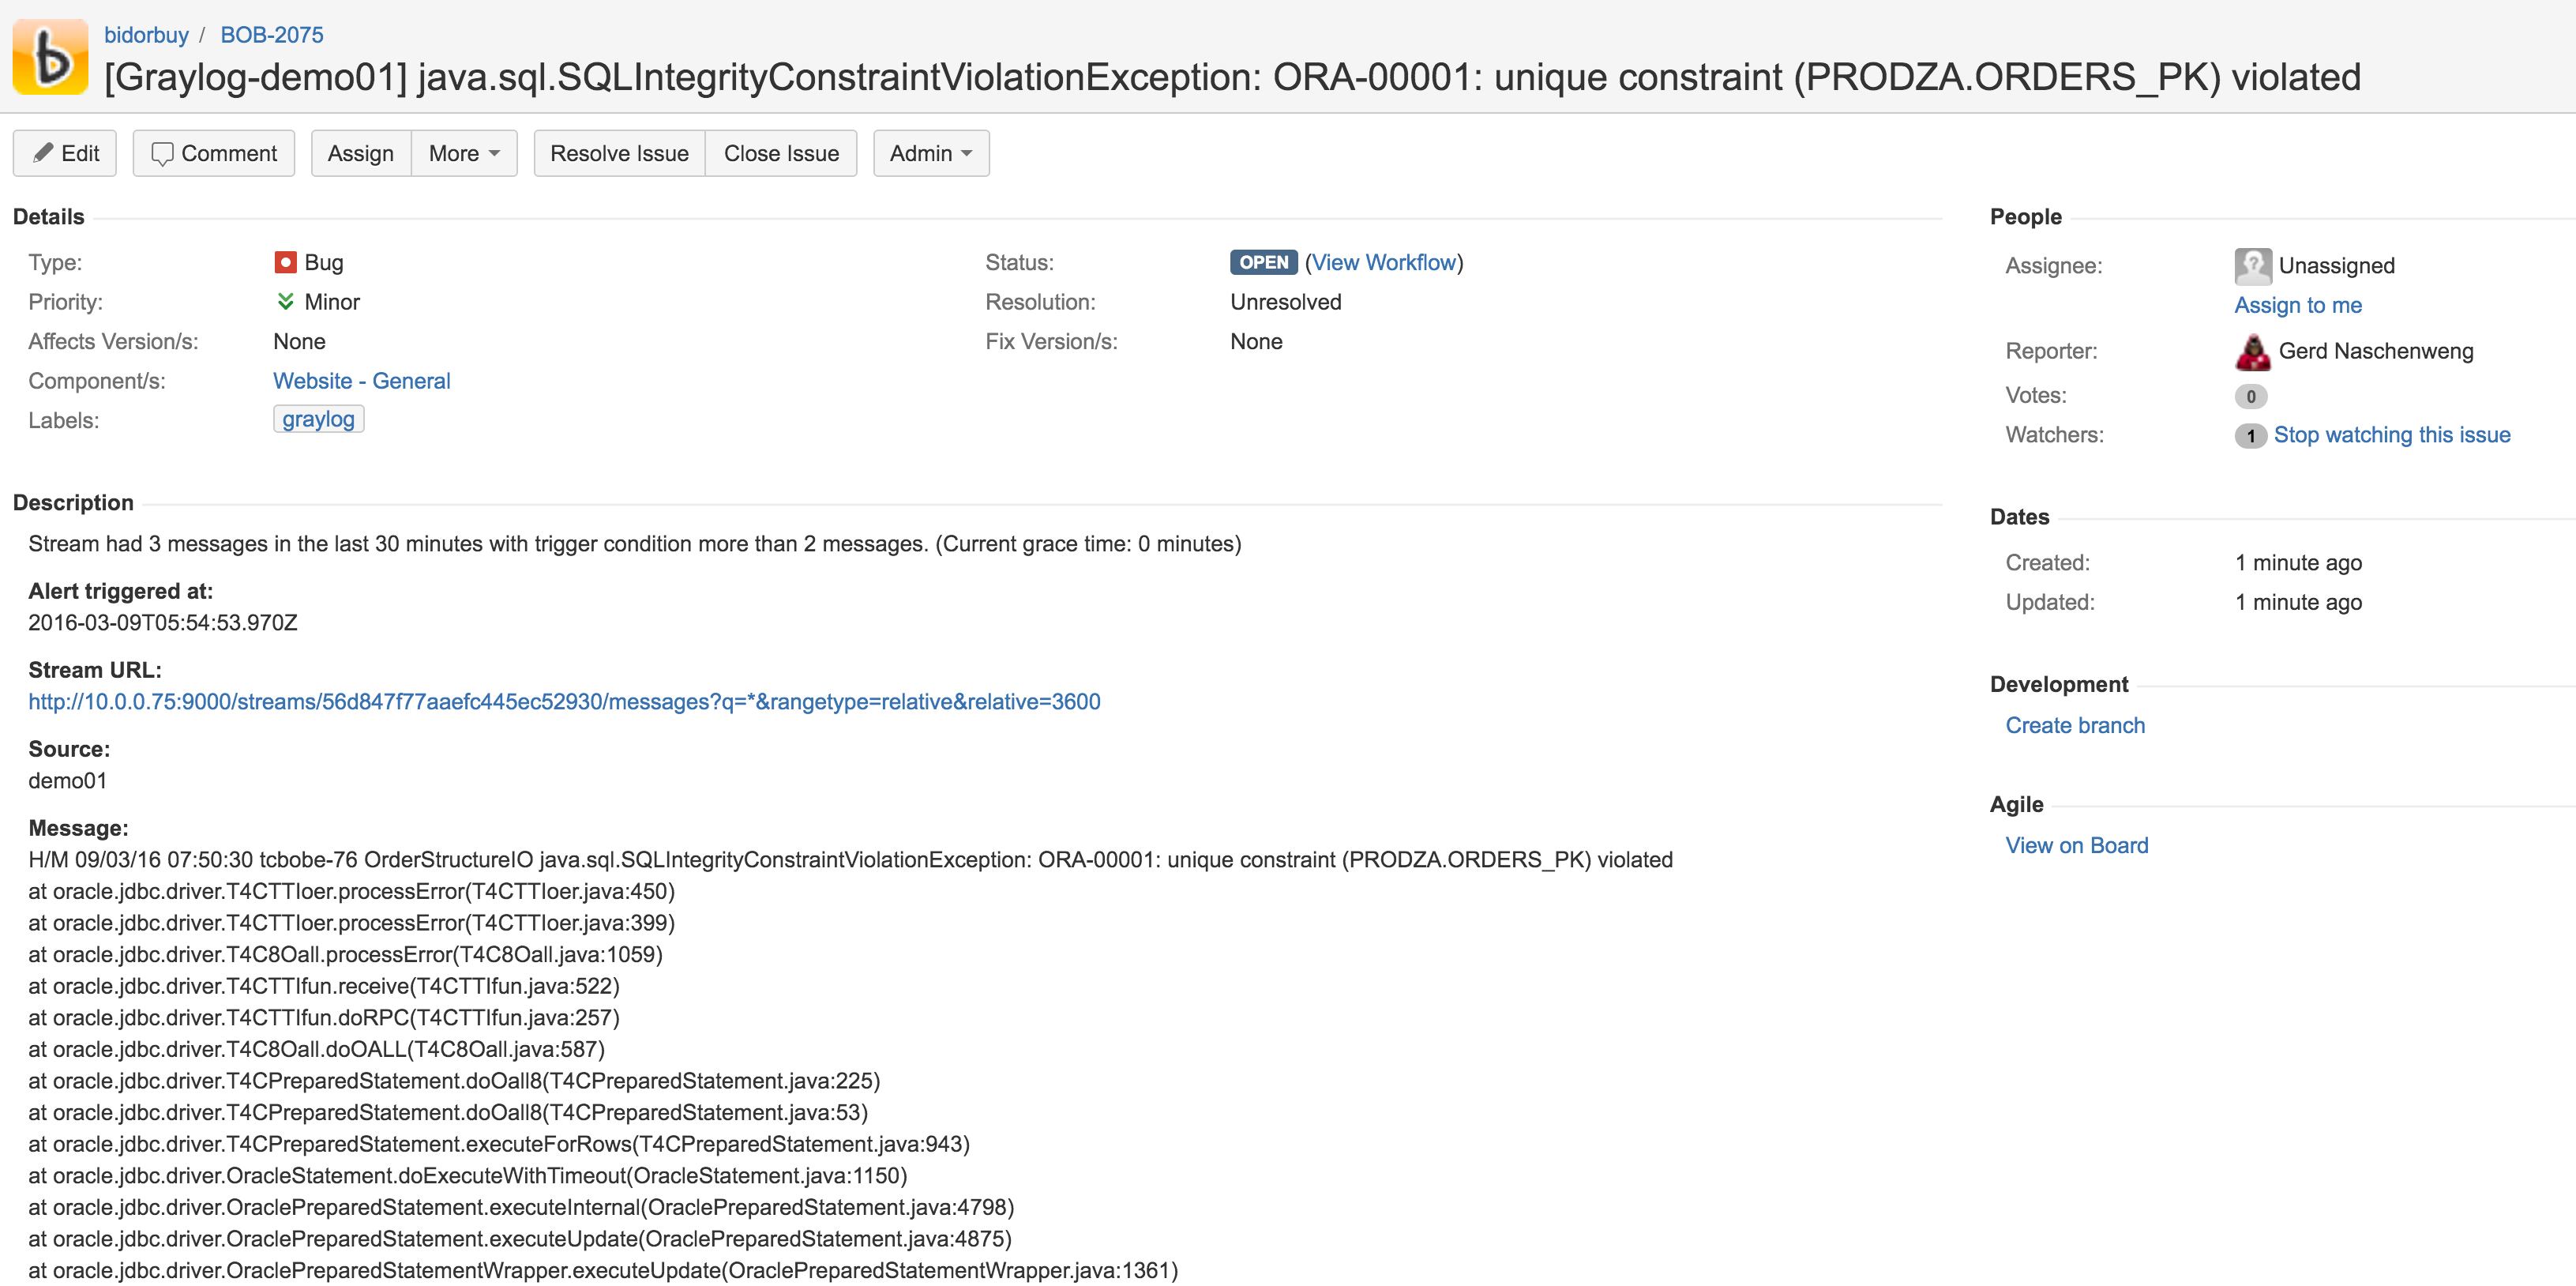 bidorbuy / BOB-2075
[Graylog-demo01] java.sql.SQLIntegrityConstraintViolationException: ORA-00001: unique constraint (PRODZA.ORDERS_PK) violated
Edit Comment Assign More Resolve Issue Close Issue Admin
Details
Type: Bug
Priority: Minor
Affects Version/s: None
Component/s: Website - General
Labels: graylog
Status: OPEN (View Workflow)
Resolution: Unresolved
Fix Version/s: None
Description
Stream had 3 messages in the last 30 minutes with trigger condition more than 2 messages. (Current grace time: 0 minutes)
Alert triggered at:
2016-03-09T05:54:53.970Z
Stream URL:
http://10.0.0.75:9000/streams/56d847f77aaefc445ec52930/messages?q=*&rangetype=relative&relative=3600
Source:
demo01
Message:
H/M 09/03/16 07:50:30 tcbobe-76 OrderStructureIO java.sql.SQLIntegrityConstraintViolationException: ORA-00001: unique constraint (PRODZA.ORDERS_PK) violated
at oracle.jdbc.driver.T4CTTIoer.processError(T4CTTIoer.java:450)
at oracle.jdbc.driver.T4CTTIoer.processError(T4CTTIoer.java:399)
at oracle.jdbc.driver.T4C8Oall.processError(T4C8Oall.java:1059)
at oracle.jdbc.driver.T4CTTIfun.receive(T4CTTIfun.java:522)
at oracle.jdbc.driver.T4CTTIfun.doRPC(T4CTTIfun.java:257)
at oracle.jdbc.driver.T4C8Oall.doOALL(T4C8Oall.java:587)
at oracle.jdbc.driver.T4CPreparedStatement.doOall8(T4CPreparedStatement.java:225)
at oracle.jdbc.driver.T4CPreparedStatement.doOall8(T4CPreparedStatement.java:53)
at oracle.jdbc.driver.T4CPreparedStatement.executeForRows(T4CPreparedStatement.java:943)
at oracle.jdbc.driver.OracleStatement.doExecuteWithTimeout(OracleStatement.java:1150)
at oracle.jdbc.driver.OraclePreparedStatement.executeInternal(OraclePreparedStatement.java:4798)
at oracle.jdbc.driver.OraclePreparedStatement.executeUpdate(OraclePreparedStatement.java:4875)
at oracle.jdbc.driver.OraclePreparedStatementWrapper.executeUpdate(OraclePreparedStatementWrapper.java:1361)
People
Assignee: Unassigned
Assign to me
Reporter: Gerd Naschenweng
Votes: 0
Watchers: 1 Stop watching this issue
Dates
Created: 1 minute ago
Updated: 1 minute ago
Development
Create branch
Agile
View on Board